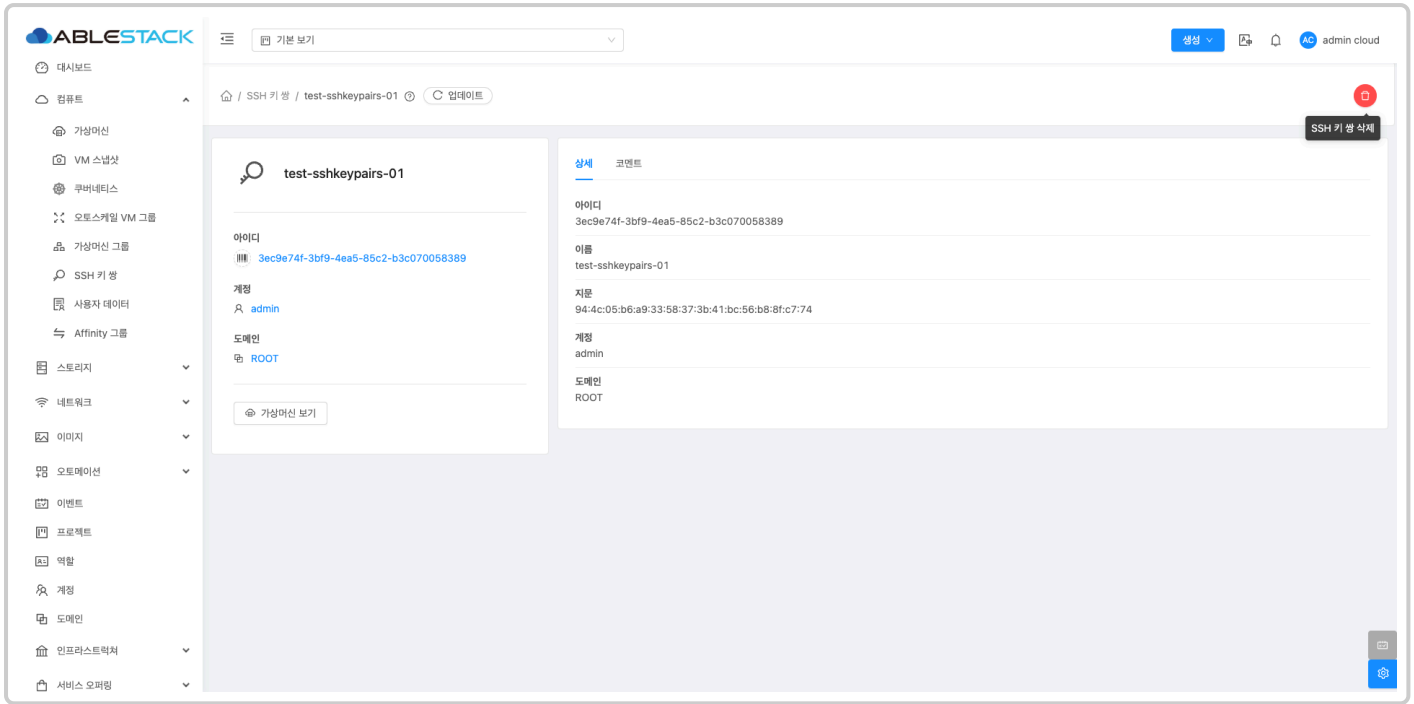 ABLESTACK
기본 보기
생성
AC admin cloud
대시보드
컴퓨트
가상머신
VM 스냅샷
쿠버네티스
오토스케일 VM 그룹
가상머신 그룹
SSH 키 쌍
사용자 데이터
Affinity 그룹
스토리지
네트워크
이미지
오토메이션
이벤트
프로젝트
역할
계정
도메인
인프라스트럭쳐
서비스 오퍼링
/ SSH 키 쌍 / test-sshkeypairs-01 업데이트
SSH 키 쌍 삭제
test-sshkeypairs-01
아이디
3ec9e74f-3bf9-4ea5-85c2-b3c070058389
계정
admin
도메인
ROOT
가상머신 보기
상세 코멘트
아이디
3ec9e74f-3bf9-4ea5-85c2-b3c070058389
이름
test-sshkeypairs-01
지문
94:4c:05:b6:a9:33:58:37:3b:41:bc:56:b8:8f:c7:74
계정
admin
도메인
ROOT